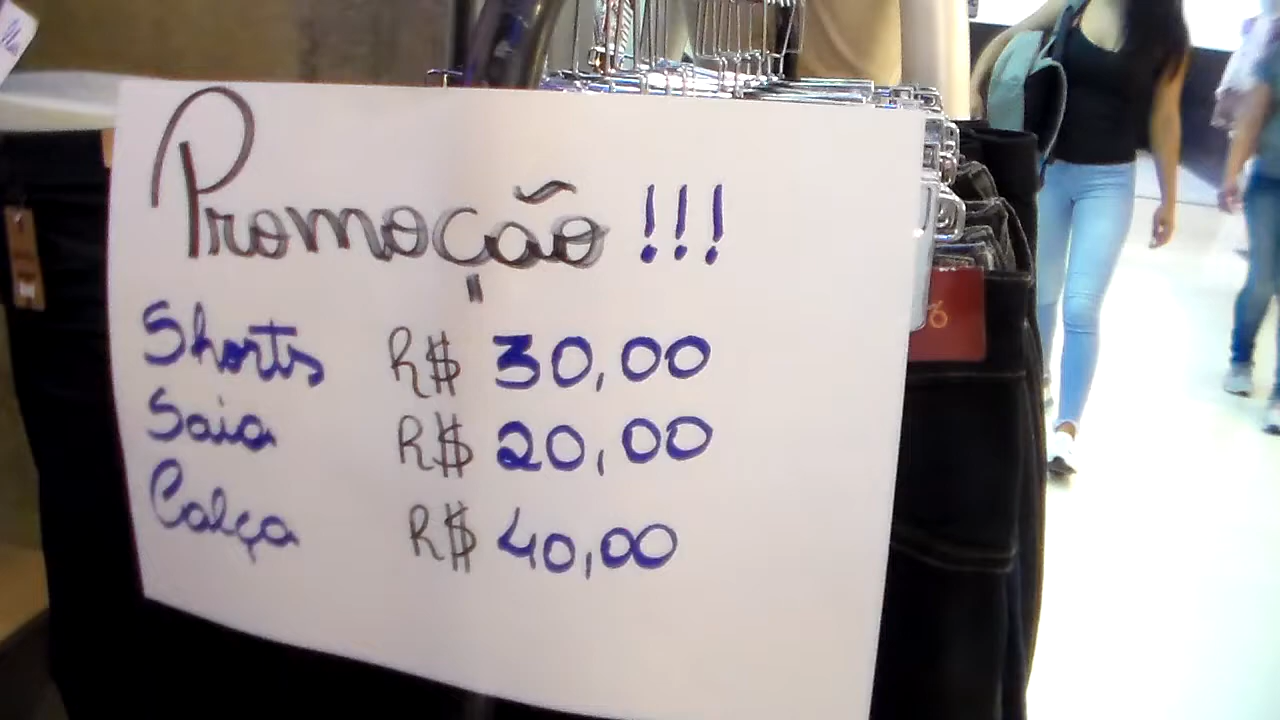 Promoção !!!
Shorts R$ 30,00
Saia R$ 20,00
Calça R$ 40,00